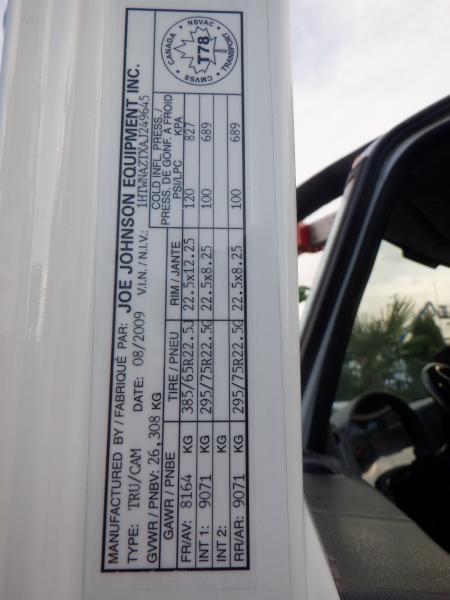 MANUFACTURED BY / FABRIQUÉ PAR: JOE JOHNSON EQUIPMENT INC.
TYPE: TRU/CAM DATE: 08/2009 V.I.N. / N.I.V.: 1HTWNAZTXAJ249645
GVWR / PNBV: 26,308 KG
GAWR / PNBE TIRE / PNEU RIM / JANTE COLD INFL. PRESS. / PRESS. DE GONF. A FROID PSI/LPC KPA
FR/AV: 8164 KG 385/65R22.5J 22.5x12.25 120 827
INT 1: 9071 KG 295/75R22.5G 22.5x8.25 100 689
INT 2: KG
RR/AR: 9071 KG 295/75R22.5G 22.5x8.25 100 689
CANADA
NSVAC
TRANSPORT
CMVSS
T78